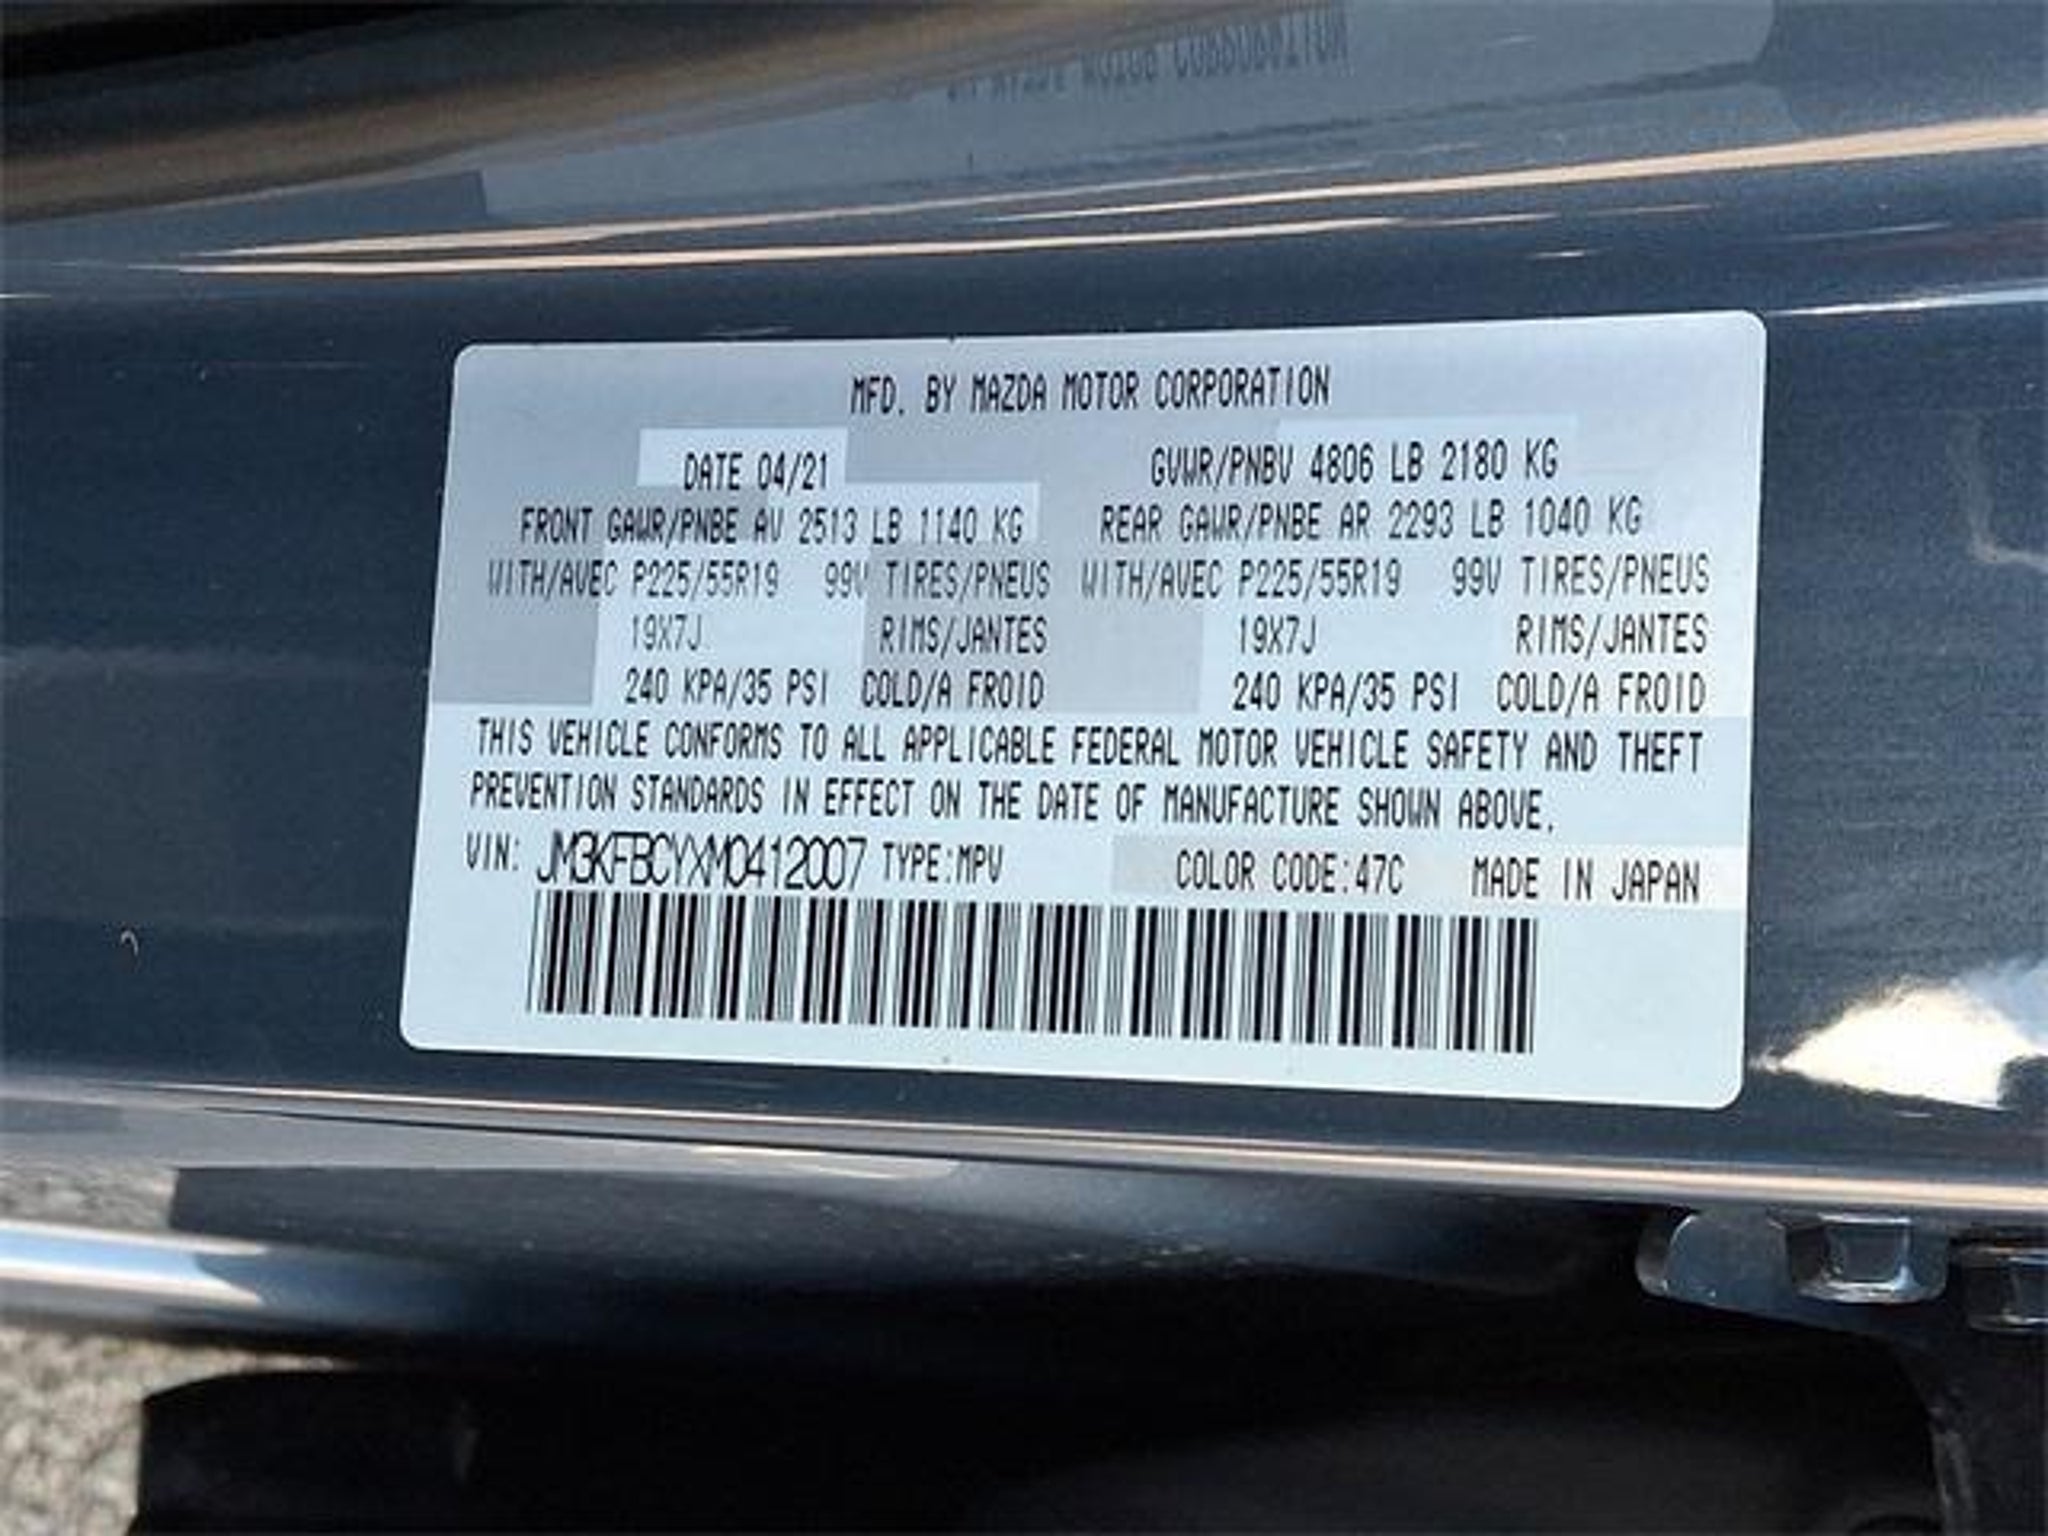 MFD. BY MAZDA MOTOR CORPORATION
DATE 04/21 GVWR/PNBV 4806 LB 2180 KG
FRONT GAWR/PNBE AV 2513 LB 1140 KG REAR GAWR/PNBE AR 2293 LB 1040 KG
WITH/AVEC P225/55R19 99V TIRES/PNEUS WITH/AVEC P225/55R19 99V TIRES/PNEUS
19X7J RIMS/JANTES 19X7J RIMS/JANTES
240 KPA/35 PSI COLD/A FROID 240 KPA/35 PSI COLD/A FROID
THIS VEHICLE CONFORMS TO ALL APPLICABLE FEDERAL MOTOR VEHICLE SAFETY AND THEFT
PREVENTION STANDARDS IN EFFECT ON THE DATE OF MANUFACTURE SHOWN ABOVE.
VIN: JM3KFBCYXM0412007 TYPE:MPV COLOR CODE:47C MADE IN JAPAN